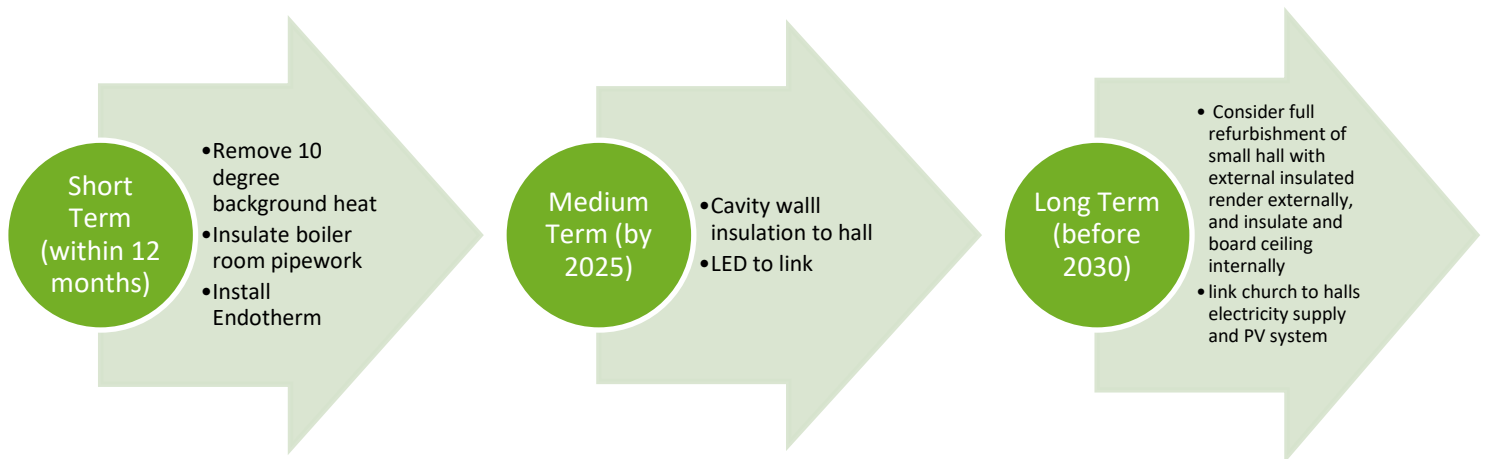 Short
Term
(within 12
months)
•Remove 10
degree
background heat
•Insulate boiler
room pipework
•Install
Endotherm
Medium
Term (by
2025)
•Cavity walll
insulation to hall
•LED to link
Long Term
(before
2030)
• Consider full
refurbishment of
small hall with
external insulated
render externally,
and insulate and
board ceiling
internally
•link church to halls
electricity supply
and PV system